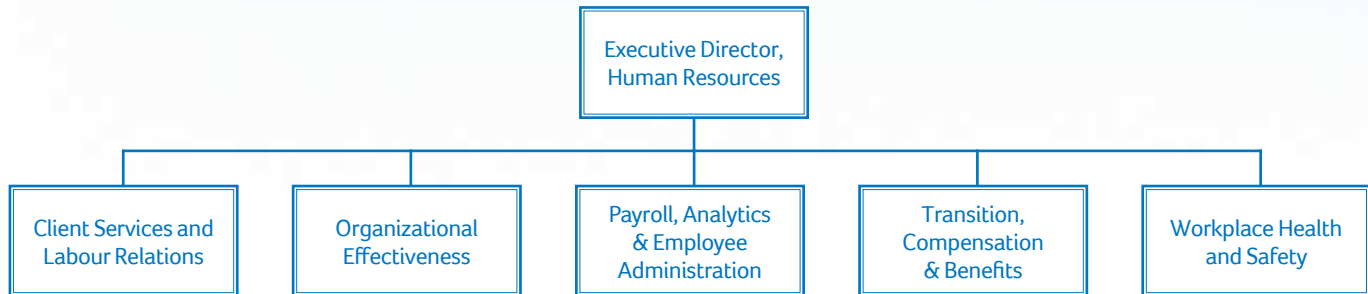 Executive Director,
Human Resources
Client Services and
Labour Relations
Organizational
Effectiveness
Payroll, Analytics
& Employee
Administration
Transition,
Compensation
& Benefits
Workplace Health
and Safety